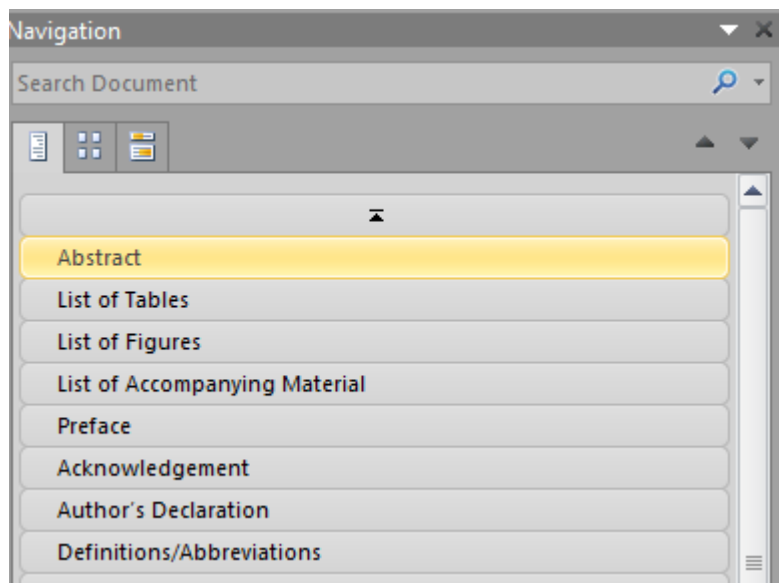 Navigation
Search Document
Abstract
List of Tables
List of Figures
List of Accompanying Material
Preface
Acknowledgement
Author's Declaration
Definitions/Abbreviations